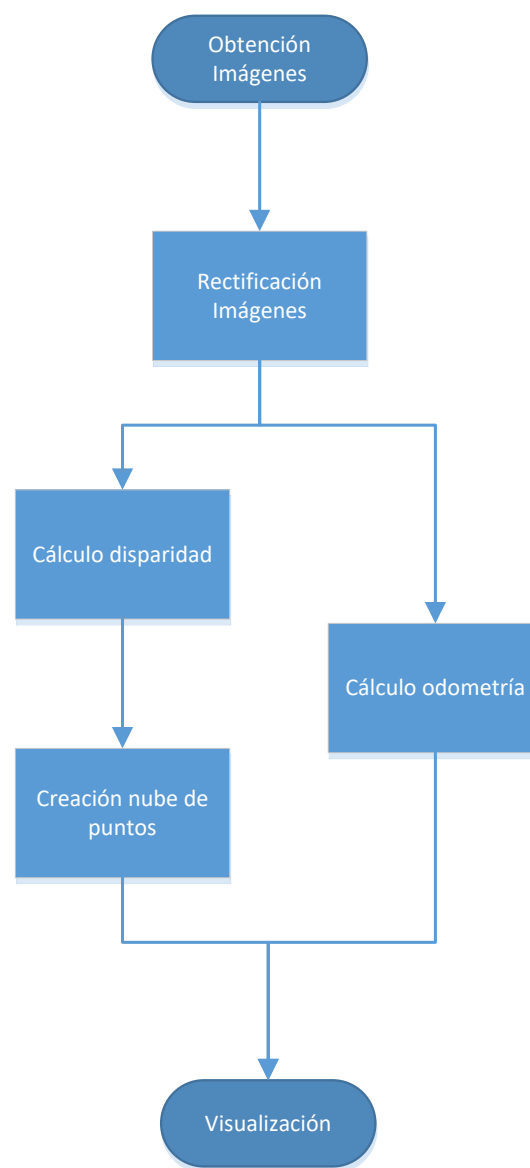 Obtención
Imágenes
Rectificación
Imágenes
Cálculo disparidad
Cálculo odometría
Creación nube de
puntos
Visualización